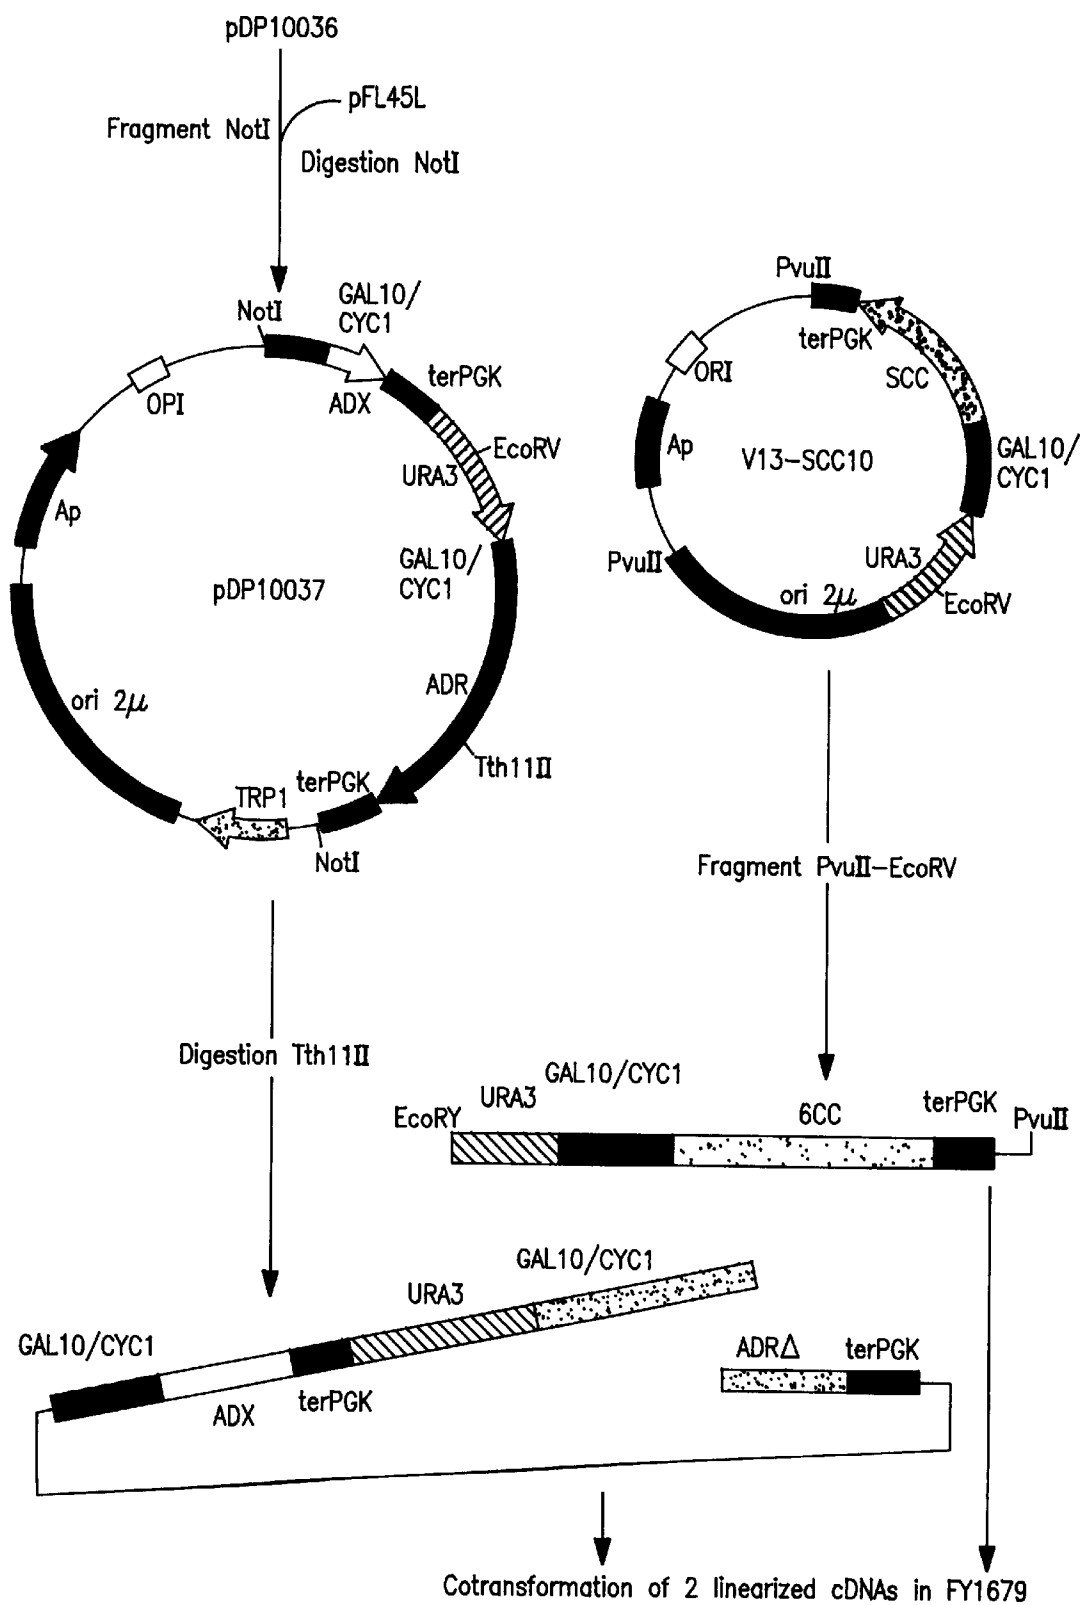 pDP10036
pFL45L
Fragment NotI
Digestion NotI
NotI
GAL10/
CYC1
terPGK
ADX
OPI
EcoRV
URA3
Ap
GAL10/
CYC1
pDP10037
ADR
ori 2μ
Tth11II
terPGK
TRP1
NotI
PvuII
terPGK
ORI
SCC
Ap
V13-SCC10
GAL10/
CYC1
PvuII
URA3
ori 2μ
EcoRV
Fragment PvuII-EcoRV
Digestion Tth11II
GAL10/CYC1
URA3
6CC
terPGK
EcoRY
PvuII
GAL10/CYC1
URA3
GAL10/CYC1
ADX
terPGK
ADRΔ
terPGK
Cotransformation of 2 linearized cDNAs in FY1679